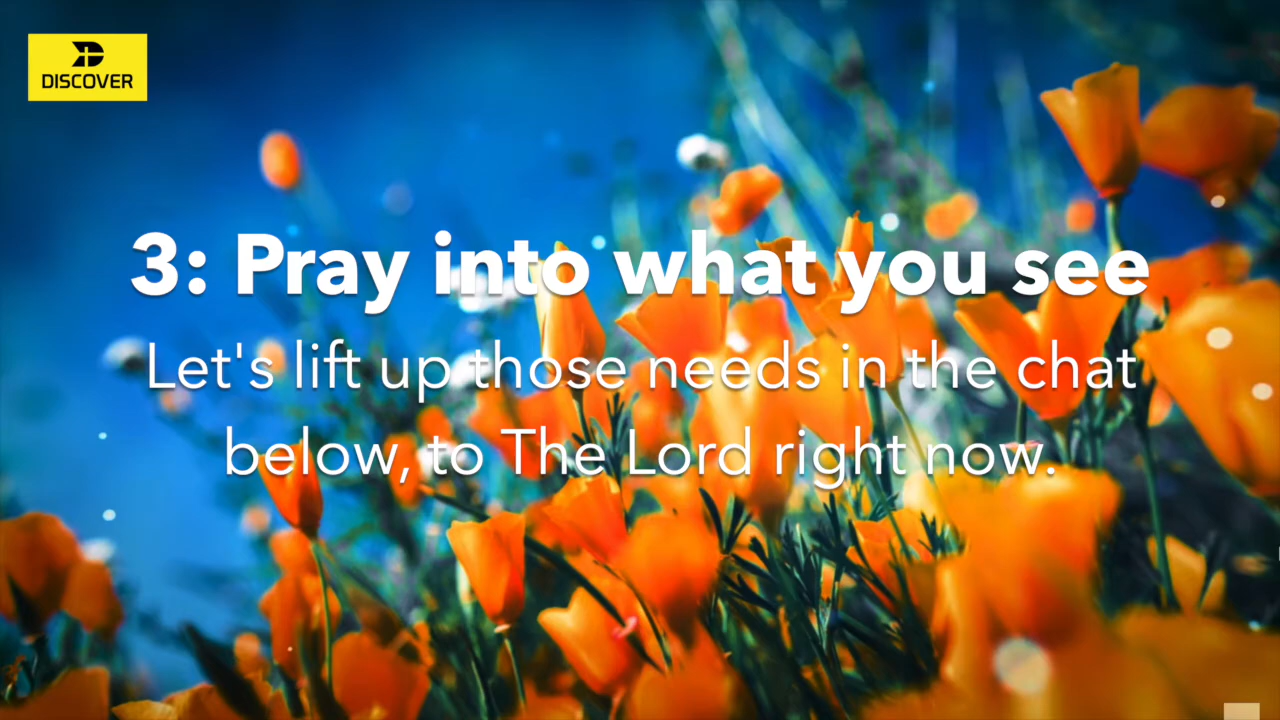 DISCOVER
3: Pray into what you see
Let's lift up those needs in the chat
below, to The Lord right now.